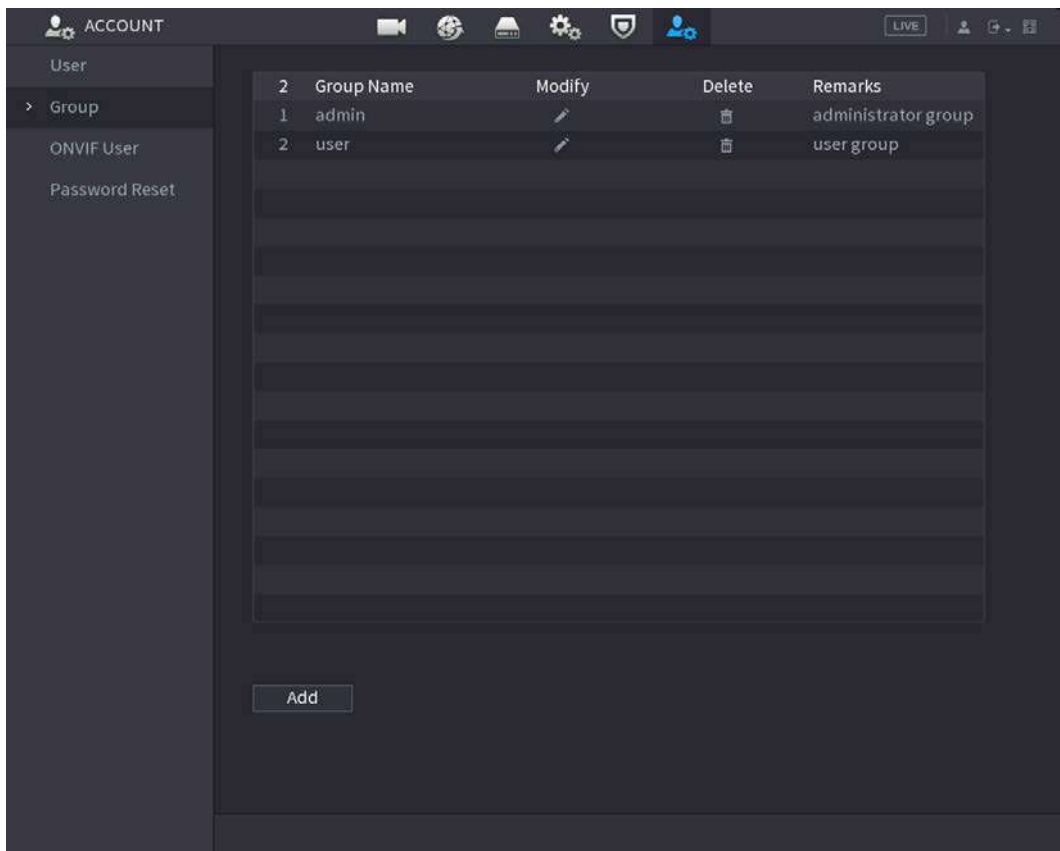 ACCOUNT
LIVE
User
Group
ONVIF User
Password Reset
2 Group Name Modify Delete Remarks
1 admin administrator group
2 user user group
Add